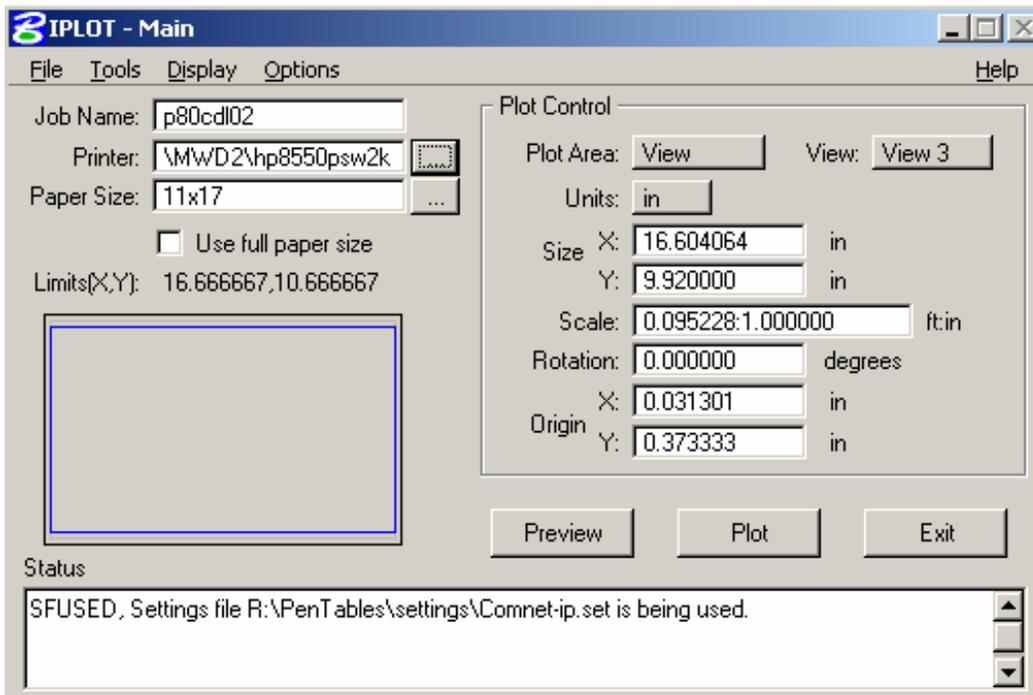 IPLOT - Main
File Tools Display Options Help
Job Name: p80cdl02
Printer: \MWD2\hp8550psw2k ...
Paper Size: 11x17 ...
Use full paper size
Limits(X,Y): 16.666667,10.666667
Plot Control
Plot Area: View View: View 3
Units: in
Size X: 16.604064 in
Y: 9.920000 in
Scale: 0.095228:1.000000 ft:in
Rotation: 0.000000 degrees
Origin X: 0.031301 in
Y: 0.373333 in
Preview Plot Exit
Status
SFUSED, Settings file R:\PenTables\settings\Comnet-ip.set is being used.